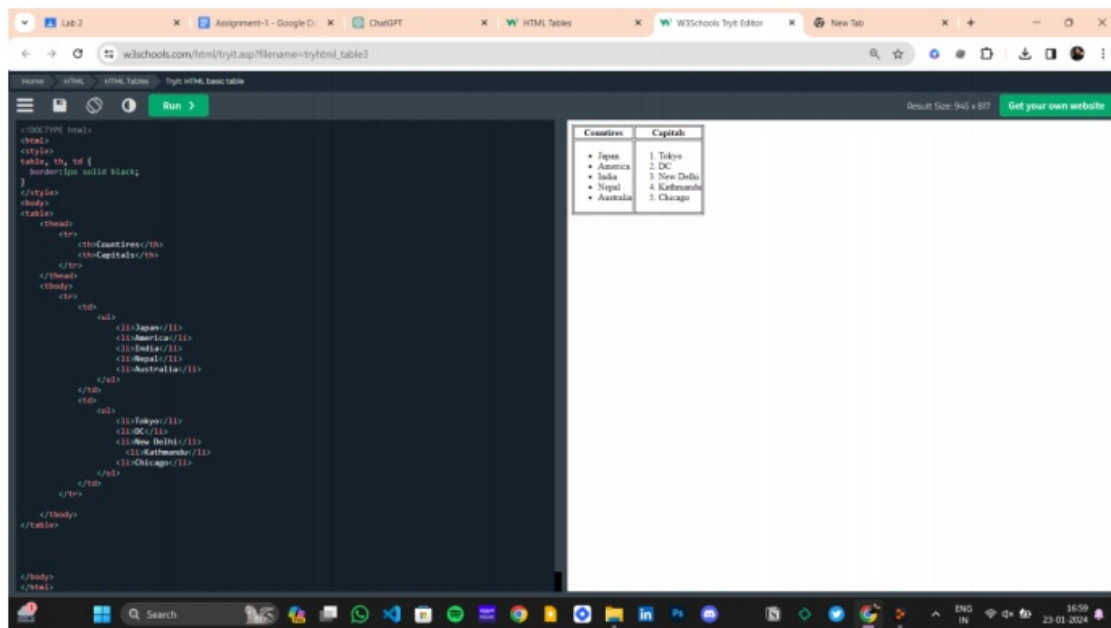 Lab 2
Assignment-1 - Google Do
ChatGPT
HTML Tables
W3Schools Tryit Editor
New Tab
w3schools.com/html/tryit.asp?filename=tryhtml_table3
Home
HTML
HTML Tables
Tryit: HTML basic table
Run ❯
Result Size: 945 x 817
Get your own website
<!DOCTYPE html>
<html>
<style>
table, th, td {
border:1px solid black;
}
</style>
<body>
<table>
<thead>
<tr>
<th>Countires</th>
<th>Capitals</th>
</tr>
</thead>
<tbody>
<tr>
<td>
<ul>
<li>Japan</li>
<li>America</li>
<li>India</li>
<li>Nepal</li>
<li>Australia</li>
</ul>
</td>
<td>
<ol>
<li>Tokyo</li>
<li>DC</li>
<li>New Delhi</li>
<li>Kathmandu</li>
<li>Chicago</li>
</ol>
</td>
</tr>
</tbody>
</table>
</body>
</html>
Countires Capitals
• Japan
• America
• India
• Nepal
• Australia
1. Tokyo
2. DC
3. New Delhi
4. Kathmandu
5. Chicago
Search
ENG
IN
16:59
23-01-2024